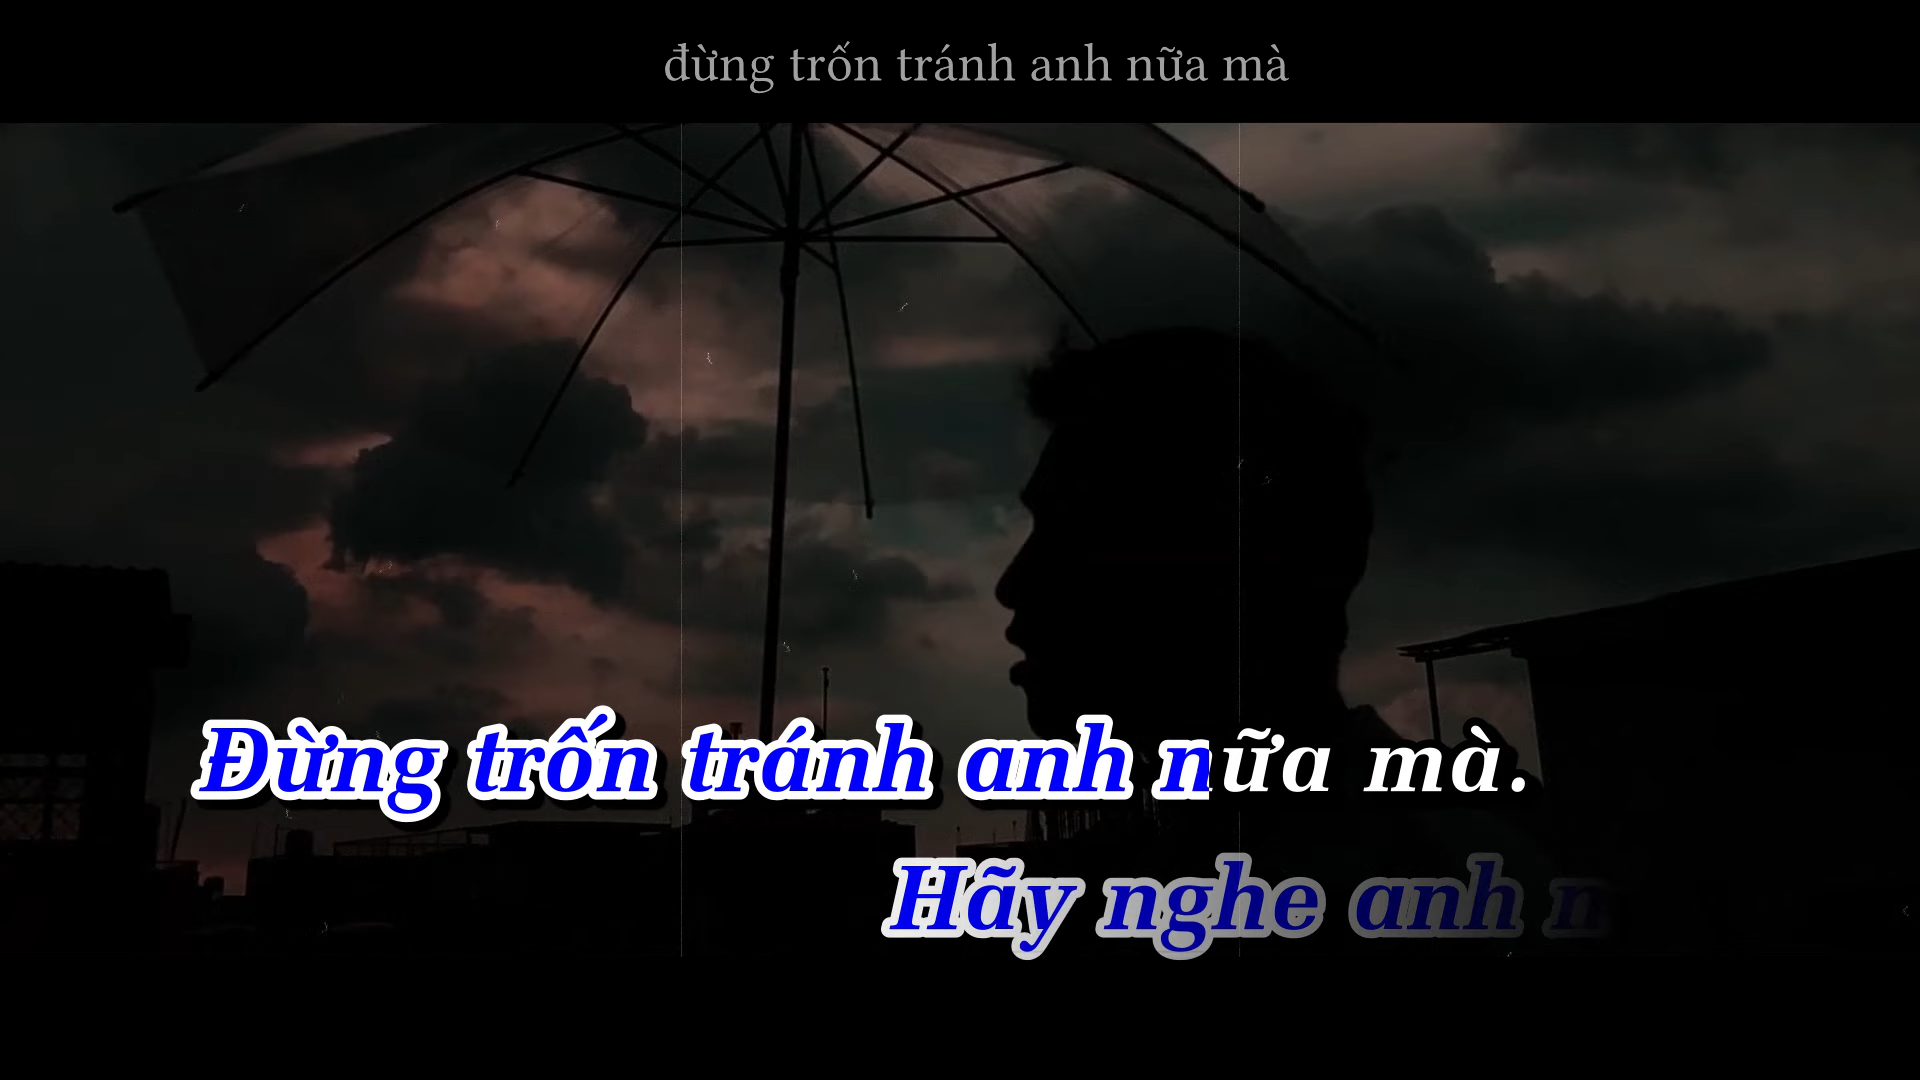 đừng trốn tránh anh nữa mà
Đừng trốn tránh anh nữa mà.
Hãy nghe anh